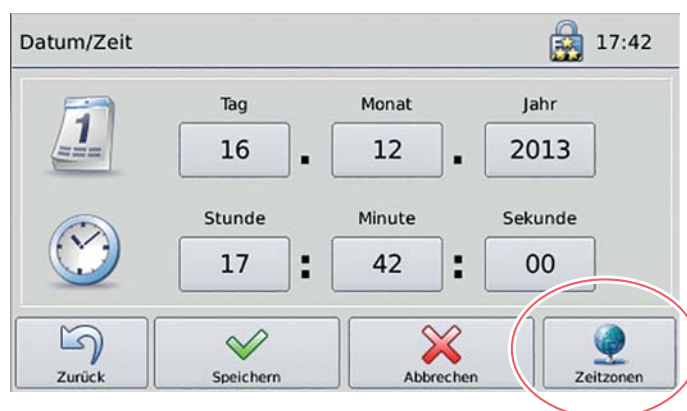 Datum/Zeit 17:42
1
Tag Monat Jahr
16 . 12 . 2013
Stunde Minute Sekunde
17 : 42 : 00
Zurück Speichern Abbrechen Zeitzonen